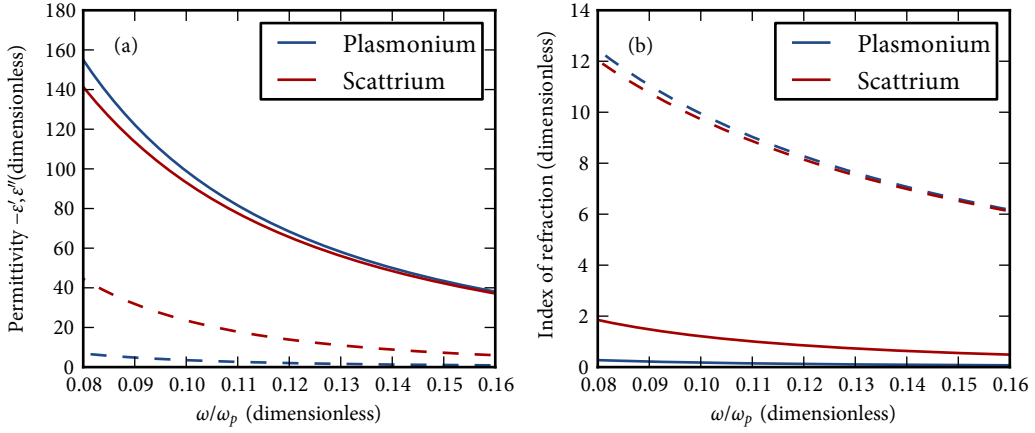 (a)
Plasmonium
Scattrium
Permittivity −ε′, ε″(dimensionless)
180
160
140
120
100
80
60
40
20
0
0.08 0.09 0.10 0.11 0.12 0.13 0.14 0.15 0.16
ω/ωp (dimensionless)
(b)
Plasmonium
Scattrium
Index of refraction (dimensionless)
14
12
10
8
6
4
2
0
0.08 0.09 0.10 0.11 0.12 0.13 0.14 0.15 0.16
ω/ωp (dimensionless)